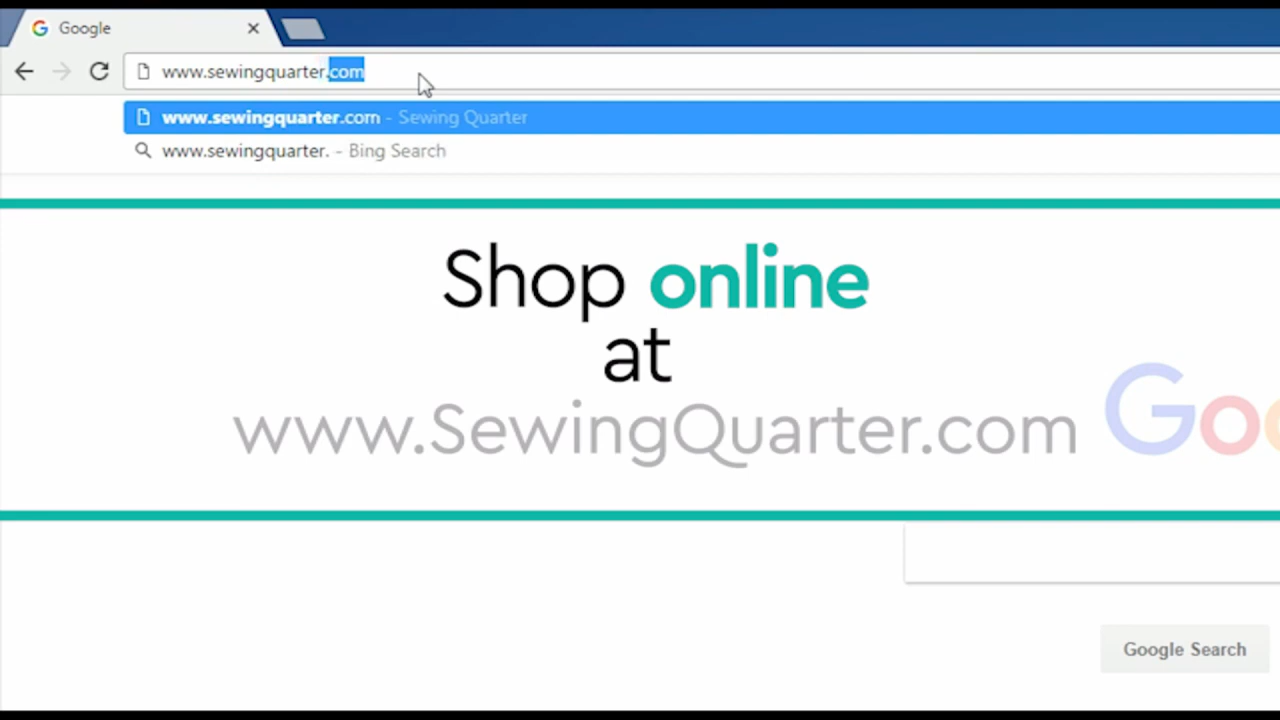 Google
www.sewingquarter.com
www.sewingquarter.com - Sewing Quarter
www.sewingquarter. - Bing Search
Shop online
at
www.SewingQuarter.com
Goo
Google Search